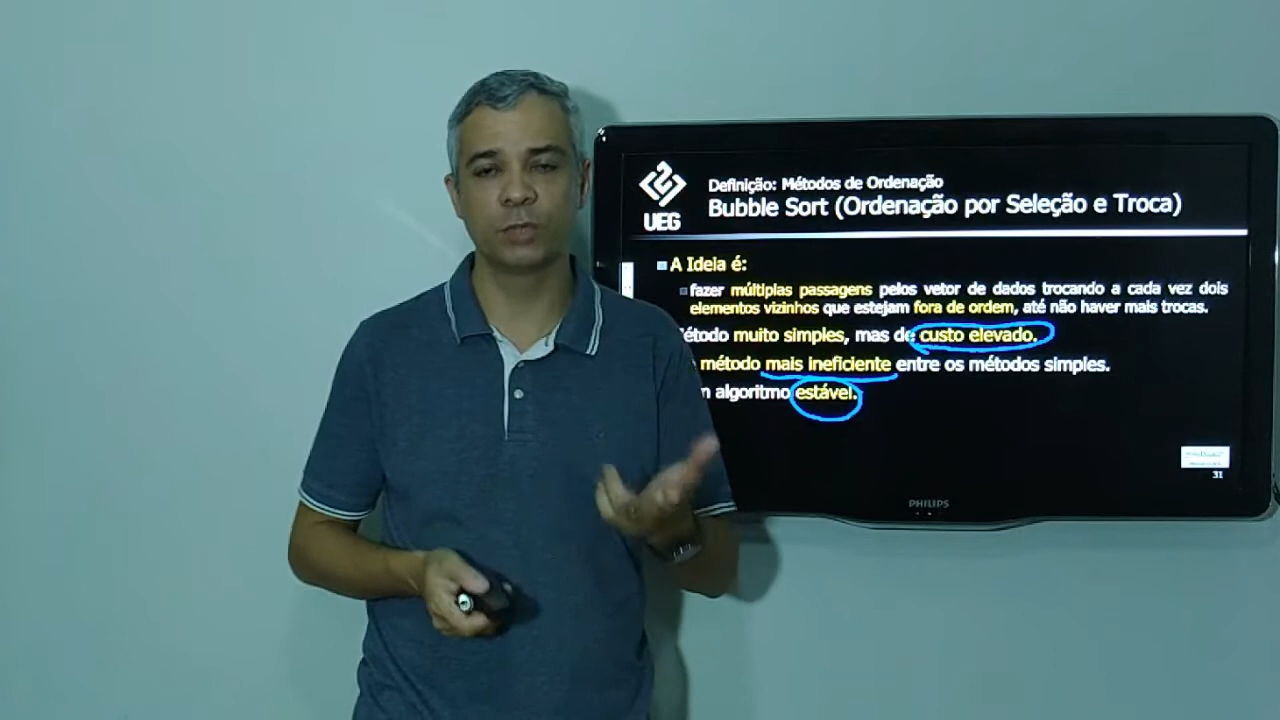 UEG
Definição: Métodos de Ordenação
Bubble Sort (Ordenação por Seleção e Troca)
A Ideia é:
fazer múltiplas passagens pelos vetor de dados trocando a cada vez dois
elementos vizinhos que estejam fora de ordem, até não haver mais trocas.
étodo muito simples, mas de custo elevado.
método mais ineficiente entre os métodos simples.
m algoritmo estável.
31
PHILIPS